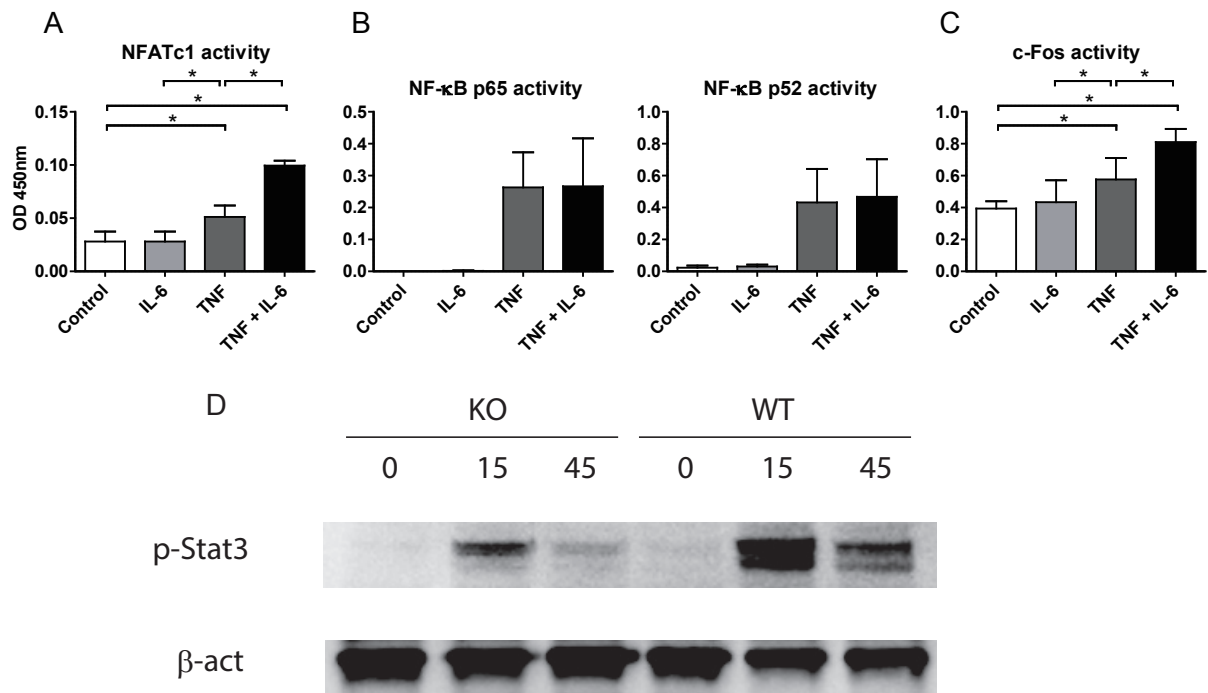 A
B
C
NFATc1 activity
NF-κB p65 activity
NF-κB p52 activity
c-Fos activity
* *
*
*
* *
*
*
OD 450nm
0.15
0.10
0.05
0.00
Control IL-6 TNF TNF + IL-6
0.5
0.4
0.3
0.2
0.1
0.0
Control IL-6 TNF TNF + IL-6
1.0
0.8
0.6
0.4
0.2
0.0
Control IL-6 TNF TNF + IL-6
1.0
0.8
0.6
0.4
0.2
0.0
Control IL-6 TNF TNF + IL-6
D KO WT
0 15 45 0 15 45
p-Stat3
β-act